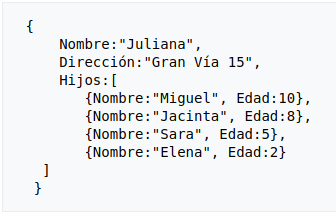 {
Nombre:"Juliana",
Dirección:"Gran Vía 15",
Hijos:[
{Nombre:"Miguel", Edad:10},
{Nombre:"Jacinta", Edad:8},
{Nombre:"Sara", Edad:5},
{Nombre:"Elena", Edad:2}
]
}